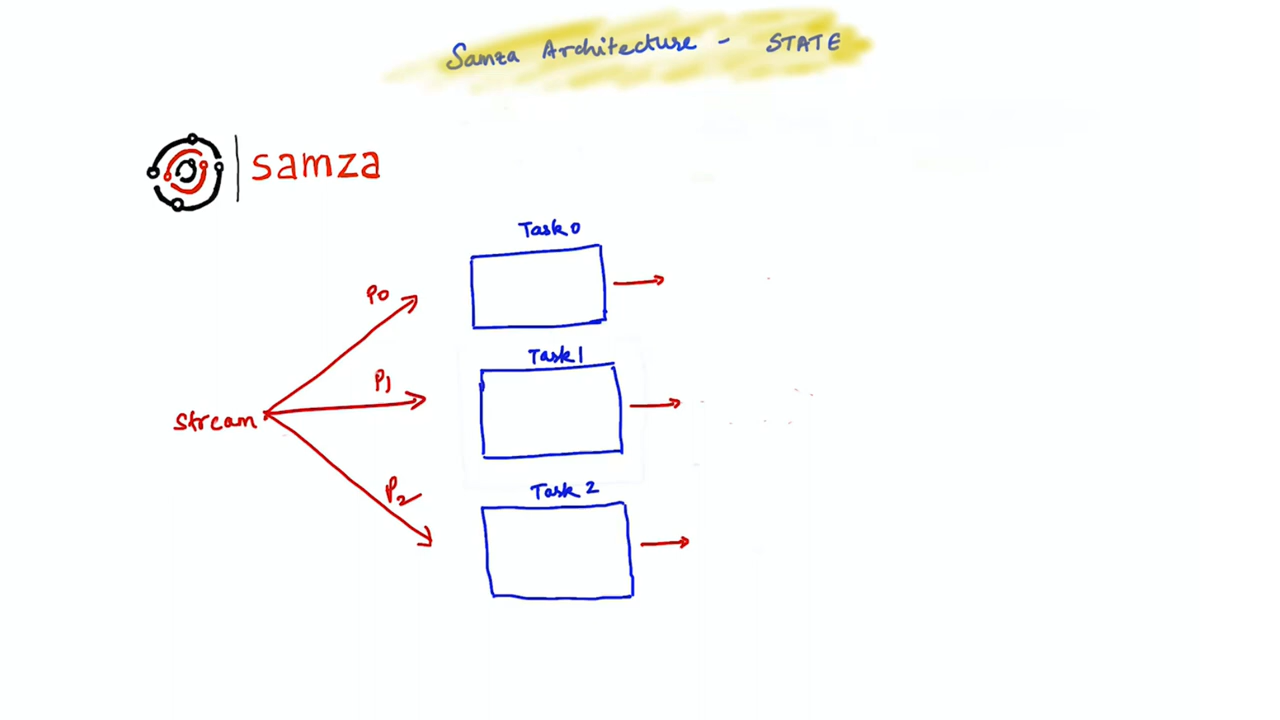 Samza Architecture - STATE
samza
Task 0
P0
Task 1
P1
Stream
P2
Task 2